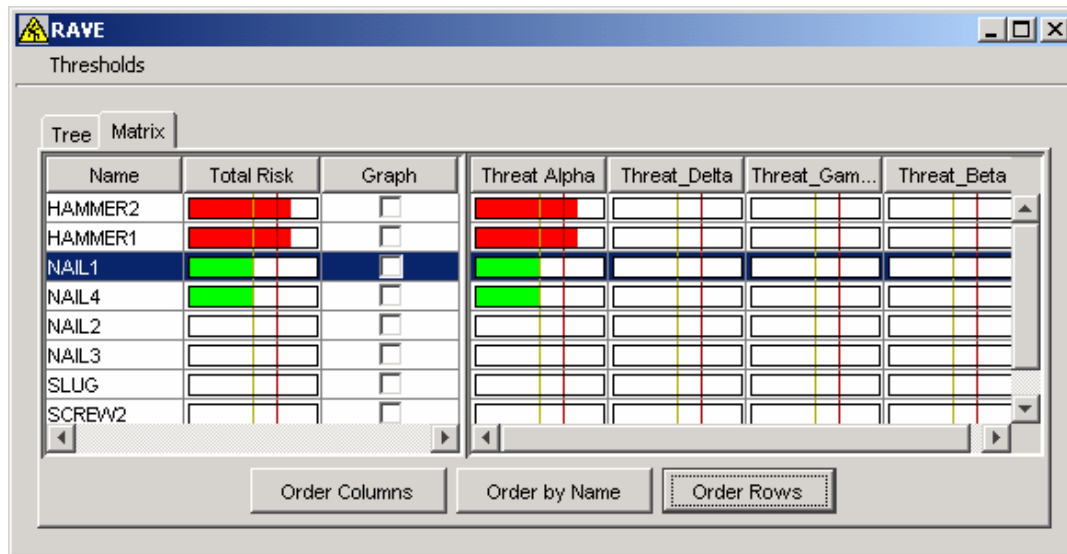 RAVE
Thresholds
Tree Matrix
Name Total Risk Graph Threat Alpha Threat_Delta Threat_Gam... Threat_Beta
HAMMER2
HAMMER1
NAIL1
NAIL4
NAIL2
NAIL3
SLUG
SCREW2
Order Columns Order by Name Order Rows